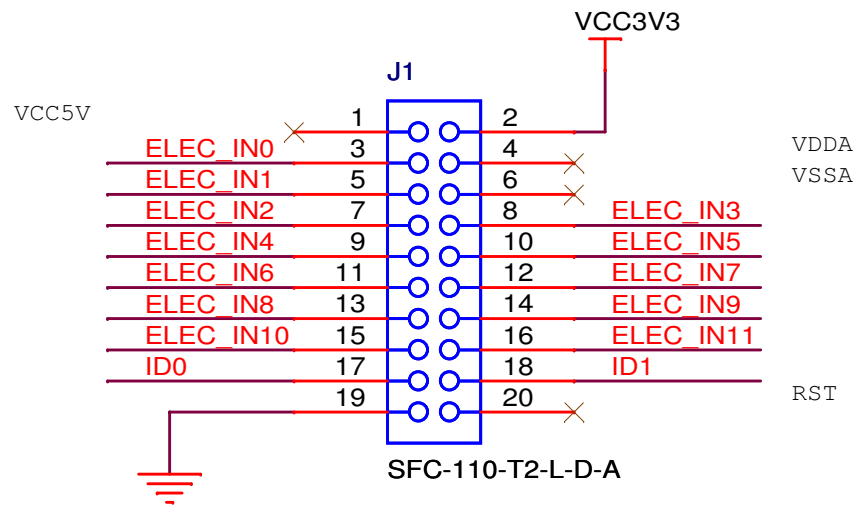 VCC3V3
J1
VCC5V 1 2
ELEC_IN0 3 4 VDDA
ELEC_IN1 5 6 VSSA
ELEC_IN2 7 8 ELEC_IN3
ELEC_IN4 9 10 ELEC_IN5
ELEC_IN6 11 12 ELEC_IN7
ELEC_IN8 13 14 ELEC_IN9
ELEC_IN10 15 16 ELEC_IN11
ID0 17 18 ID1
19 20 RST
SFC-110-T2-L-D-A